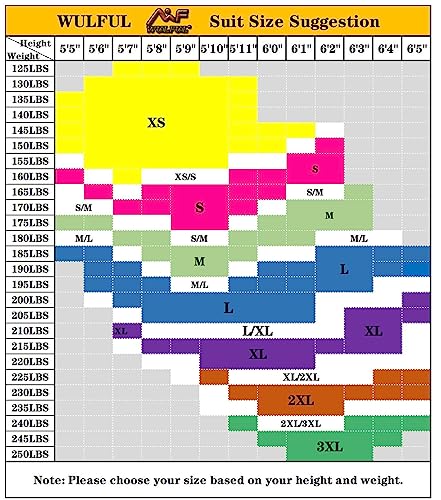 WULFUL WULFUL Suit Size Suggestion
Height 5'5" 5'6" 5'7" 5'8" 5'9" 5'10" 5'11" 6'0" 6'1" 6'2" 6'3" 6'4" 6'5"
Weight
125LBS
130LBS
135LBS
140LBS
145LBS XS
150LBS
155LBS
160LBS XS/S S
165LBS S/M
170LBS S/M S M
175LBS
180LBS M/L S/M M/L
185LBS
190LBS M L
195LBS M/L
200LBS L
205LBS
210LBS XL L/XL XL
215LBS XL
220LBS
225LBS XL/2XL
230LBS 2XL
235LBS
240LBS 2XL/3XL
245LBS 3XL
250LBS
Note: Please choose your size based on your height and weight.